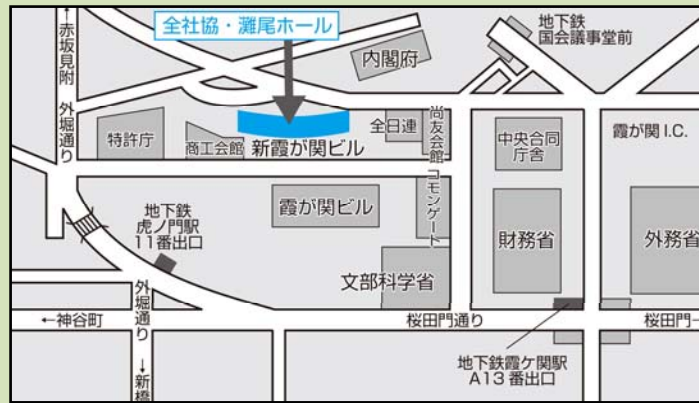 ←赤坂見附
外堀通り
全社協・灘尾ホール
内閣府
地下鉄
国会議事堂前
特許庁
商工会館
新霞が関ビル
全日連
尚友会館
コモンゲート
中央合同
庁舎
霞が関 I.C.
地下鉄
虎ノ門駅
11番出口
霞が関ビル
文部科学省
財務省
外務省
←神谷町
外堀通り
→新橋
桜田門通り
桜田門
地下鉄霞ケ関駅
A13 番出口